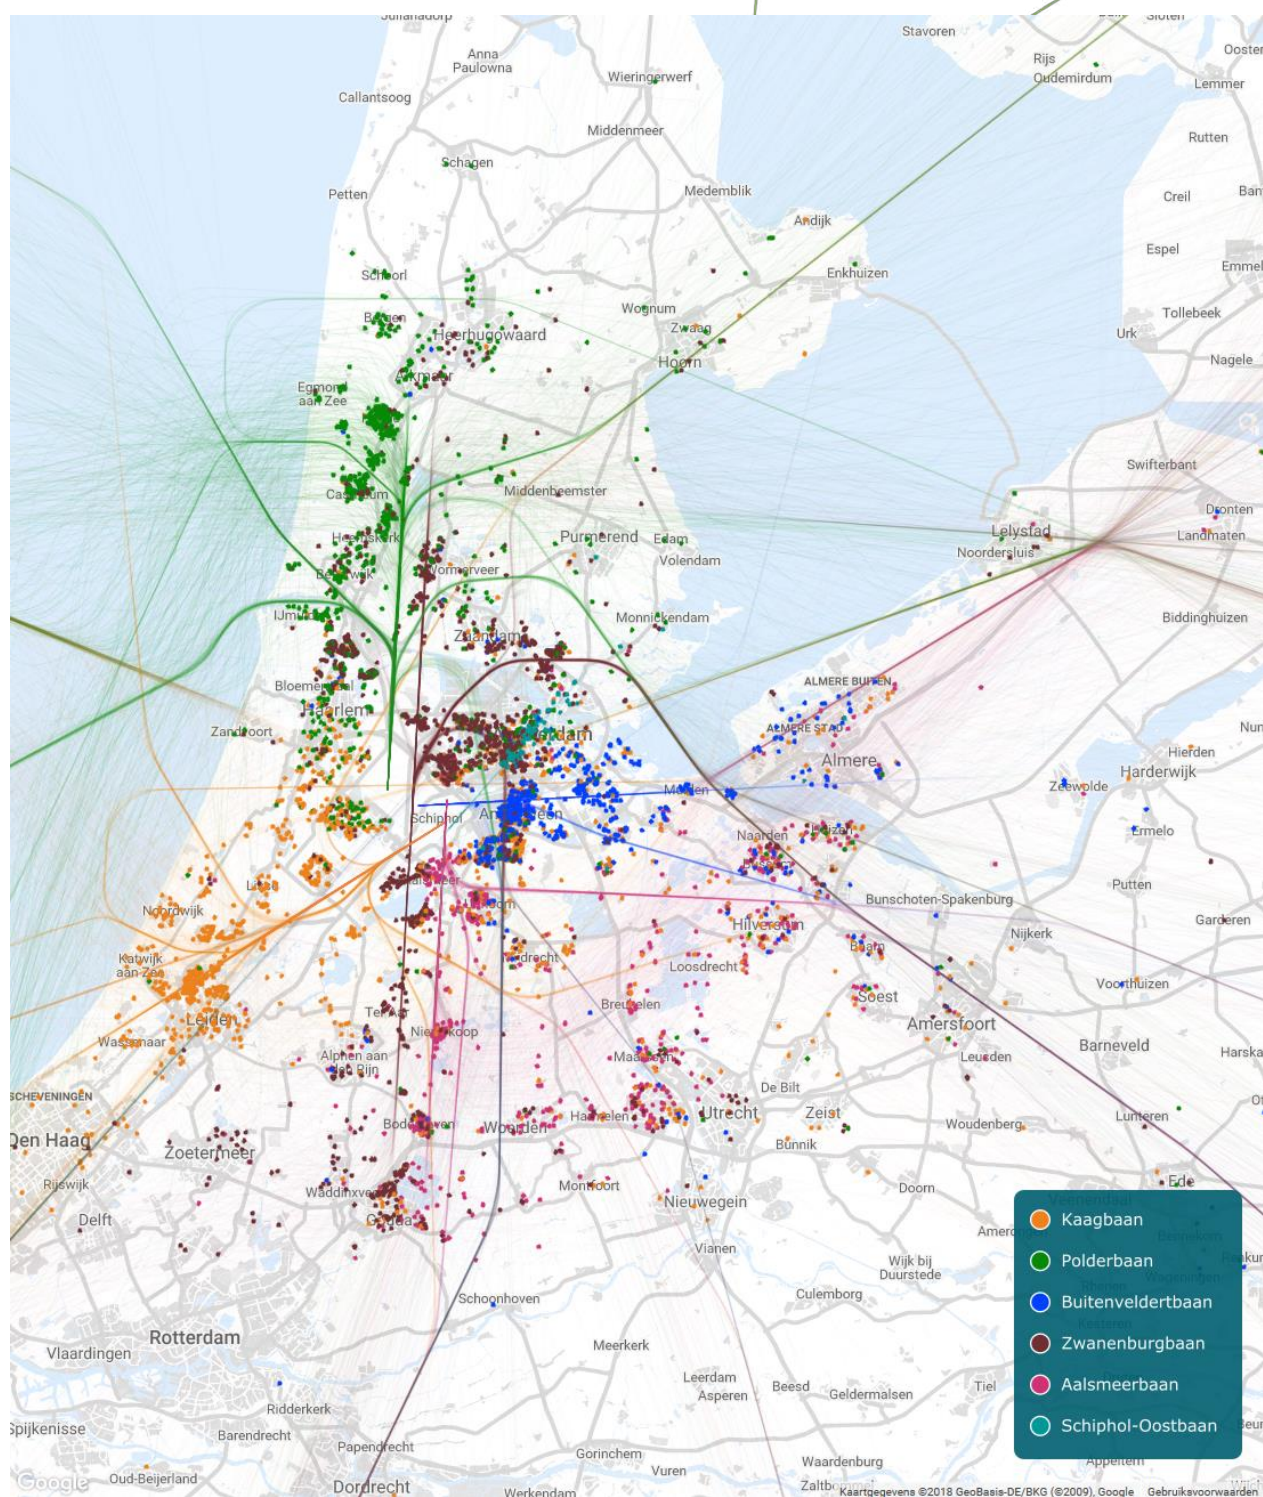 Stavoren
Anna
Paulowna
Rijs
Ooster
Wieringerwerf
Oudemirdum
Lemmer
Callantsoog
Middenmeer
Rutten
Schagen
Petten
Medemblik
Creil
Andijk
Espel
Schoorl
Enkhuizen
Wognum
Tollebeek
Zwaag
Urk
Heerhugowaard
Hoorn
Nagele
Alkmaar
Egmond
aan Zee
Swifterbant
Middenbeemster
Dronten
Lelystad
Purmerend
Edam
Landmaten
Noordersluis
Volendam
Wormerveer
Monnickendam
Biddinghuizen
Zaandam
ALMERE BUITEN
Haarlem
Zandvoort
ALMERE STAD
Almere
Hierden
Harderwijk
Zeewolde
Schiphol
Naarden
Huizen
Ermelo
Putten
Bunschoten-Spakenburg
Noordwijk
Garderen
Hilversum
Nijkerk
Baarn
Katwijk
aan Zee
Loosdrecht
Voorthuizen
Soest
Breukelen
Leiden
Amersfoort
Wassenaar
Barneveld
Alphen aan
den Rijn
Leusden
De Bilt
SCHEVENINGEN
Utrecht
Zeist
Lunteren
Woerden
Woudenberg
Den Haag
Bunnik
Zoetermeer
Ede
Rijswijk
Montfoort
Doorn
Nieuwegein
Veenendaal
Delft
Gouda
Kaagbaan
Vianen
Wijk bij
Duurstede
Polderbaan
Culemborg
Schoonhoven
Buitenveldertbaan
Rotterdam
Meerkerk
Zwanenburgbaan
Vlaardingen
Leerdam
Asperen
Beesd
Geldermalsen
Tiel
Aalsmeerbaan
Ridderkerk
Spijkenisse
Barendrecht
Schiphol-Oostbaan
Papendrecht
Gorinchem
Waardenburg
Oud-Beijerland
Vuren
Google
Dordrecht
Werkendam
Kaartgegevens ©2018 GeoBasis-DE/BKG (©2009), Google Gebruiksvoorwaarden